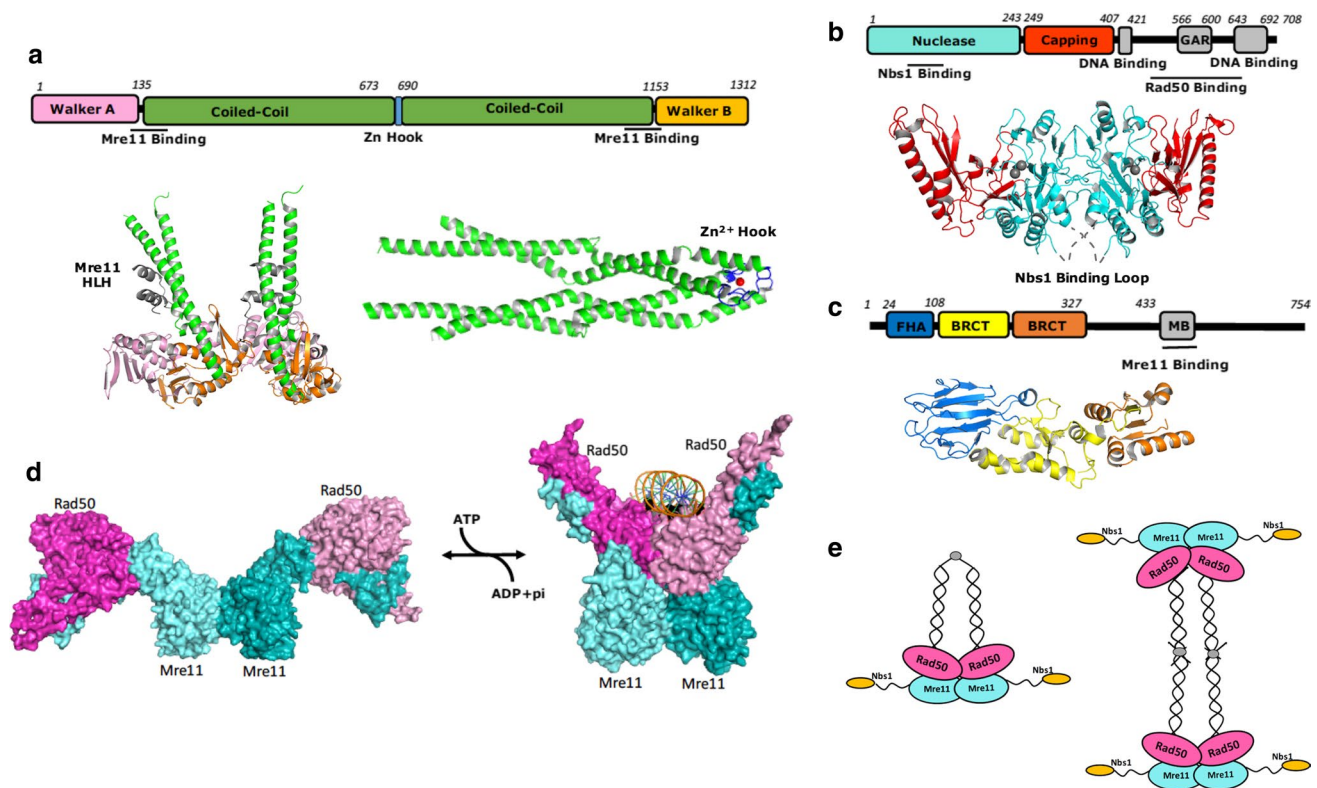 a
1 135 673 690 1153 1312
Walker A Coiled-Coil Coiled-Coil Walker B
Mre11 Binding Zn Hook Mre11 Binding
Mre11
HLH
Zn2+ Hook
b
1 243 249 407 421 566 600 643 692 708
Nuclease Capping GAR
Nbs1 Binding DNA Binding DNA Binding
Rad50 Binding
Nbs1 Binding Loop
c
1 24 108 327 433 754
FHA BRCT BRCT MB
Mre11 Binding
d
Rad50
Rad50
Mre11 Mre11
ATP
ADP+pi
Rad50 Rad50
Mre11 Mre11
e
Rad50 Rad50
Nbs1 Mre11 Mre11 Nbs1
Nbs1 Mre11 Mre11 Nbs1
Rad50 Rad50
Rad50 Rad50
Nbs1 Mre11 Mre11 Nbs1